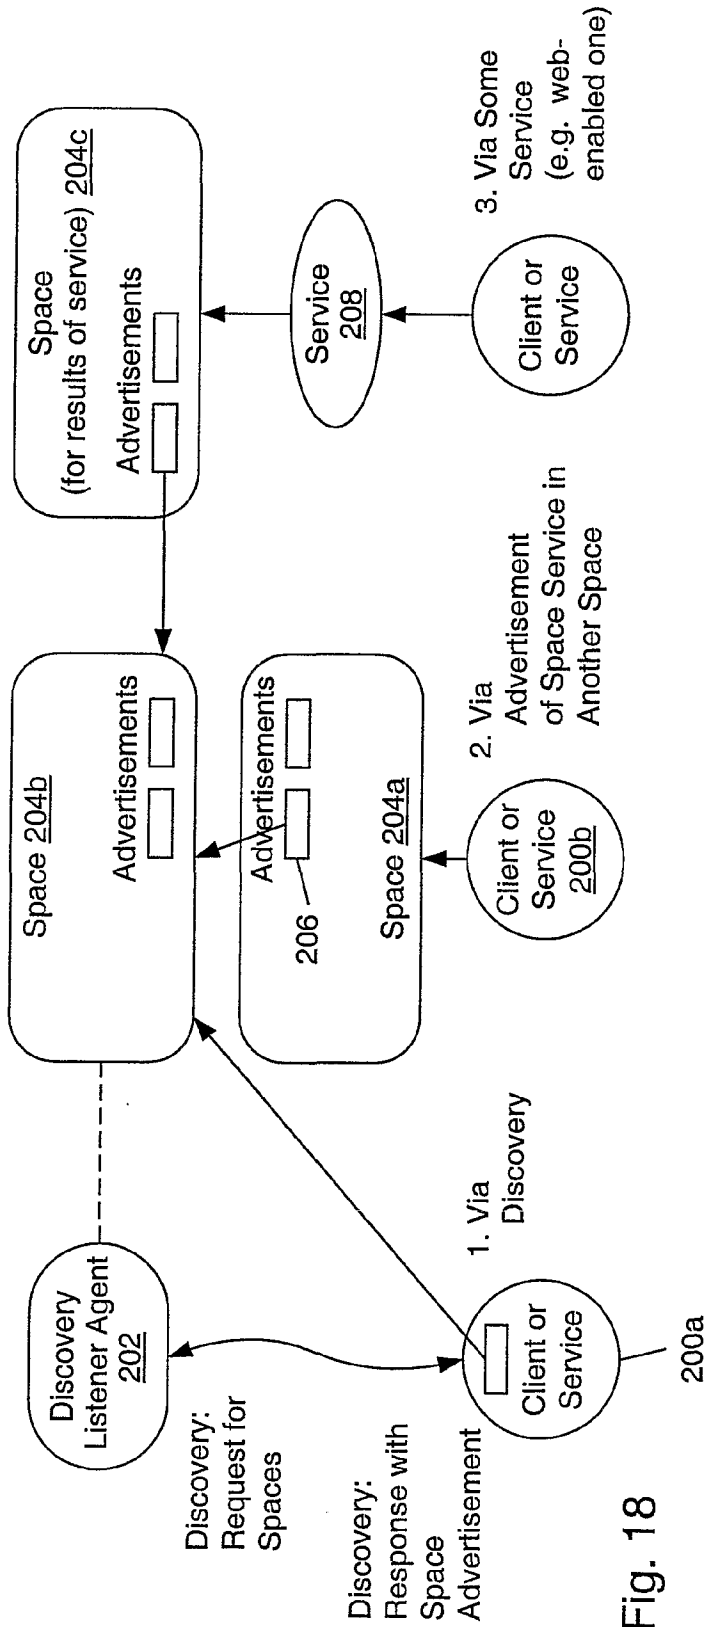 Discovery
Listener Agent
202
Discovery:
Request for
Spaces
Discovery:
Response with
Space
Advertisement
Client or
Service
200a
1. Via
Discovery
Space 204b
Advertisements
Advertisements
206
Space 204a
Client or
Service
200b
2. Via
Advertisement
of Space Service in
Another Space
Space
(for results of service) 204c
Advertisements
Service
208
Client or
Service
3. Via Some
Service
(e.g. web-
enabled one)
Fig. 18